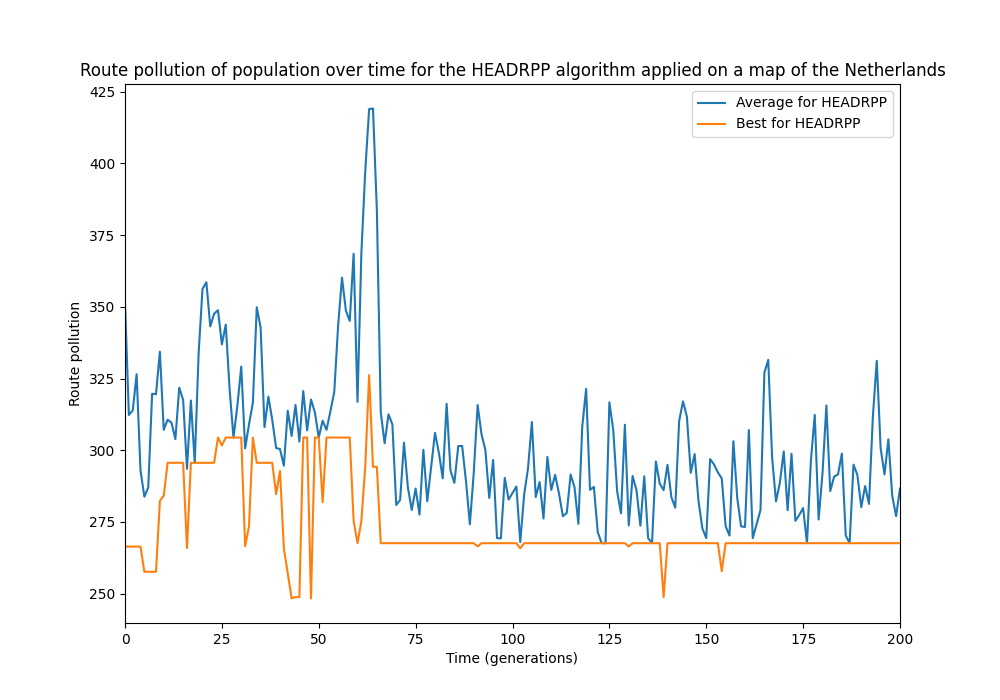 Route pollution of population over time for the HEADRPP algorithm applied on a map of the Netherlands
Average for HEADRPP
Best for HEADRPP
425
400
375
350
325
300
275
250
Route pollution
0 25 50 75 100 125 150 175 200
Time (generations)